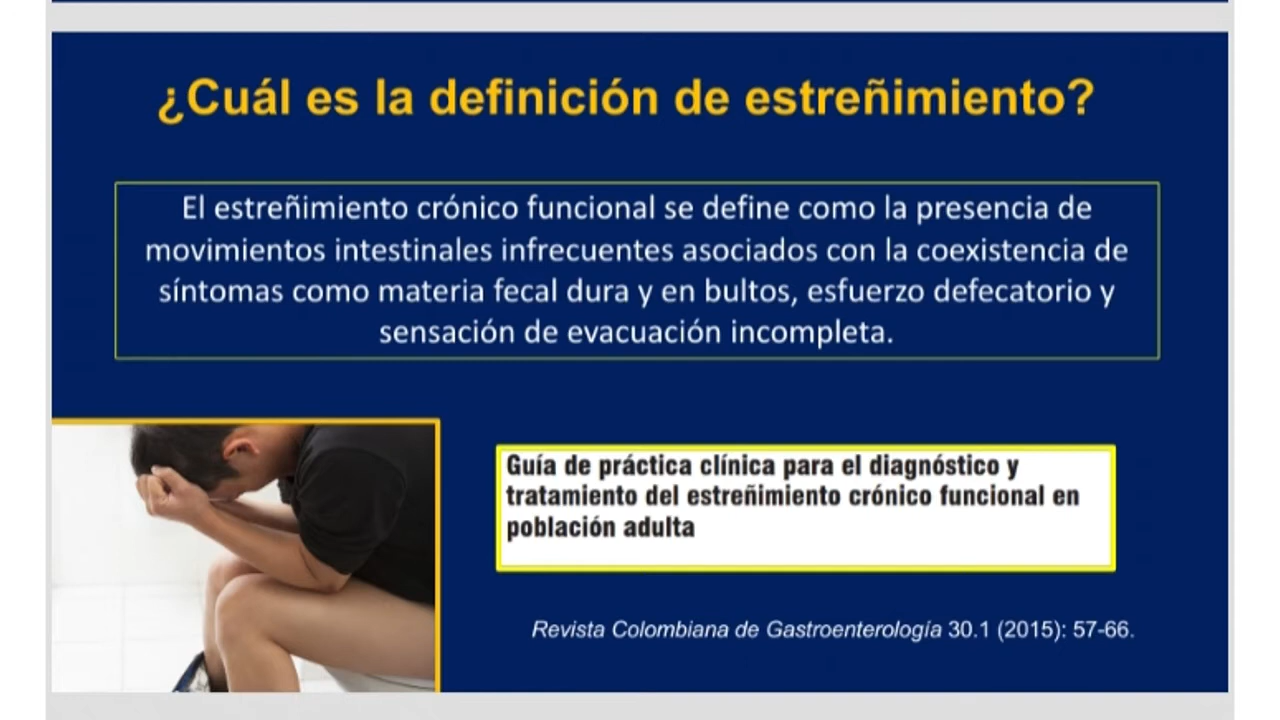 ¿Cuál es la definición de estreñimiento?
El estreñimiento crónico funcional se define como la presencia de
movimientos intestinales infrecuentes asociados con la coexistencia de
síntomas como materia fecal dura y en bultos, esfuerzo defecatorio y
sensación de evacuación incompleta.
Guía de práctica clínica para el diagnóstico y
tratamiento del estreñimiento crónico funcional en
población adulta
Revista Colombiana de Gastroenterología 30.1 (2015): 57-66.